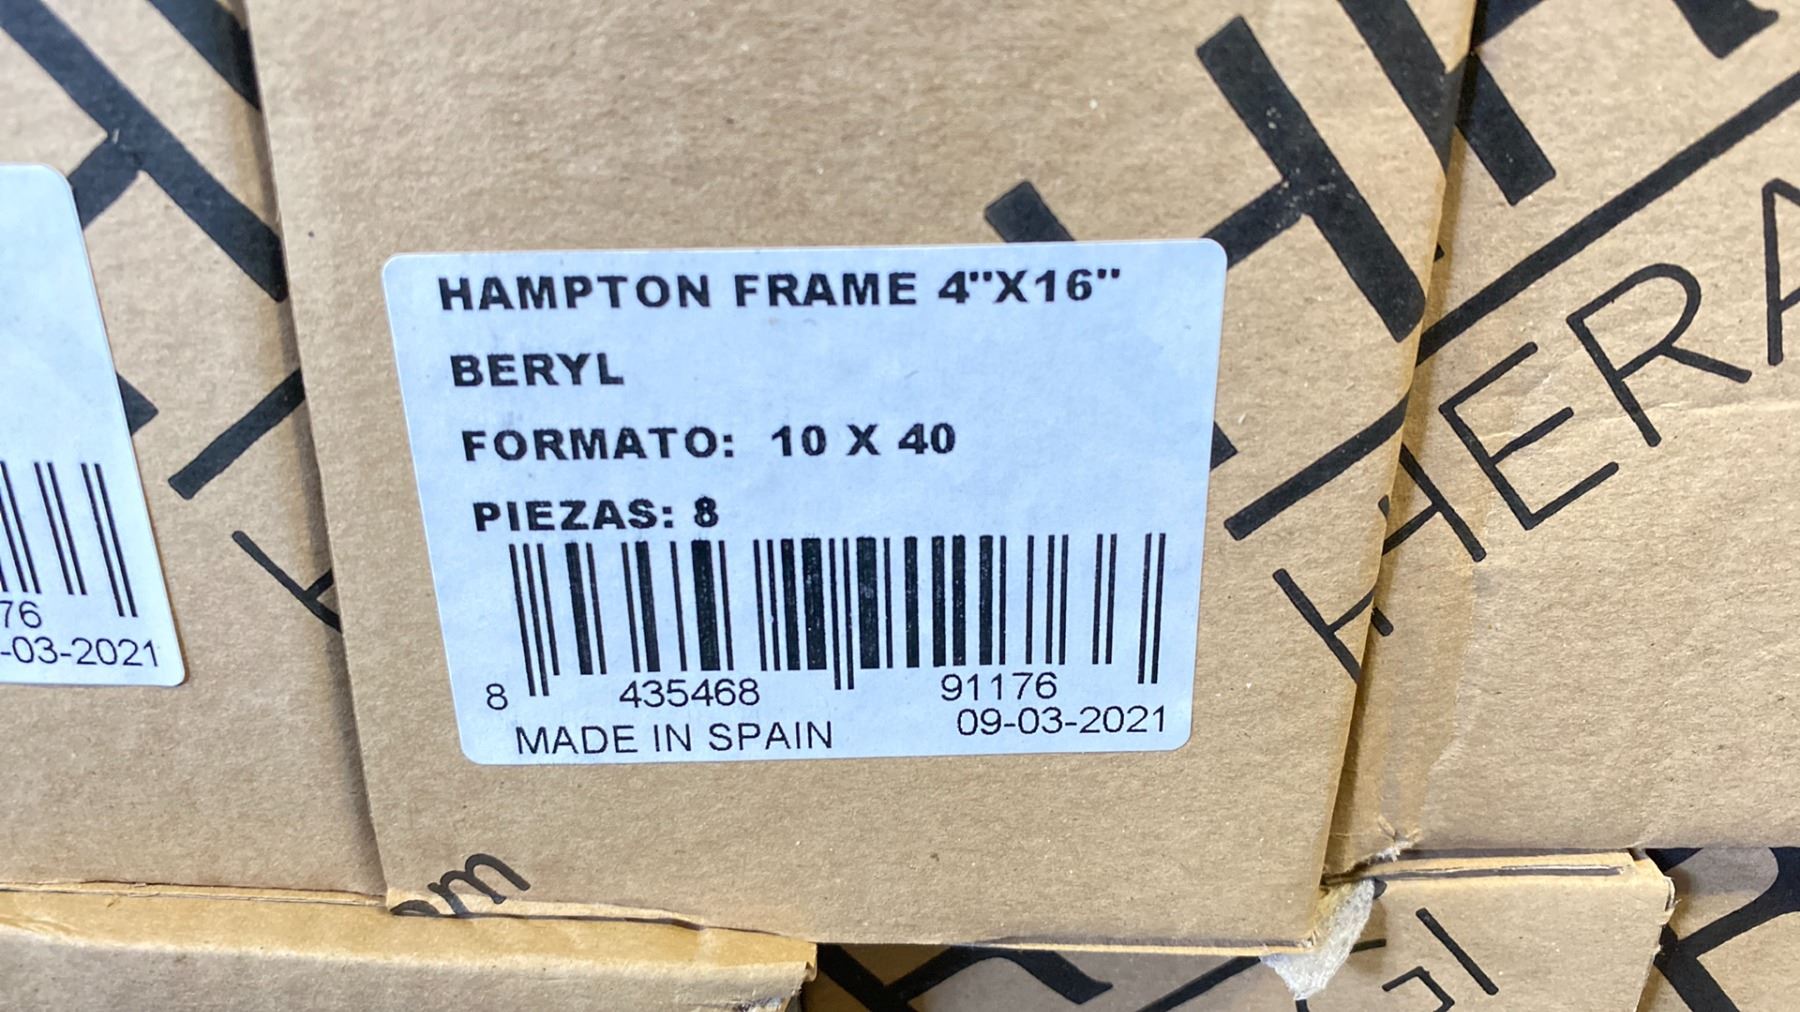 HAMPTON FRAME 4"X16"
BERYL
FORMATO: 10 X 40
PIEZAS: 8
8 435468 91176
MADE IN SPAIN 09-03-2021
76
-03-2021
HERA
H